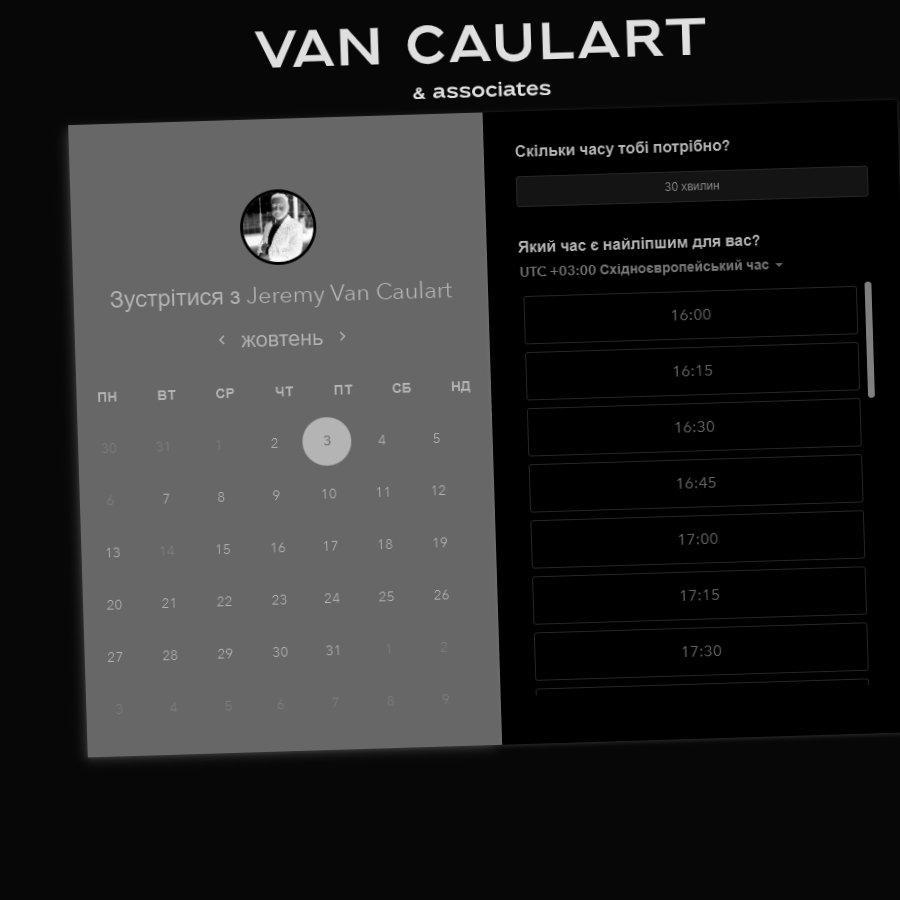 VAN CAULART
& associates
Зустрітися з Jeremy Van Caulart
‹ жовтень ›
ПН ВТ СР ЧТ ПТ СБ НД
30 31 1 2 3 4 5
6 7 8 9 10 11 12
13 14 15 16 17 18 19
20 21 22 23 24 25 26
27 28 29 30 31 1 2
3 4 5 6 7 8 9
Скільки часу тобі потрібно?
30 хвилин
Який час є найліпшим для вас?
UTC +03:00 Східноєвропейський час
16:00
16:15
16:30
16:45
17:00
17:15
17:30